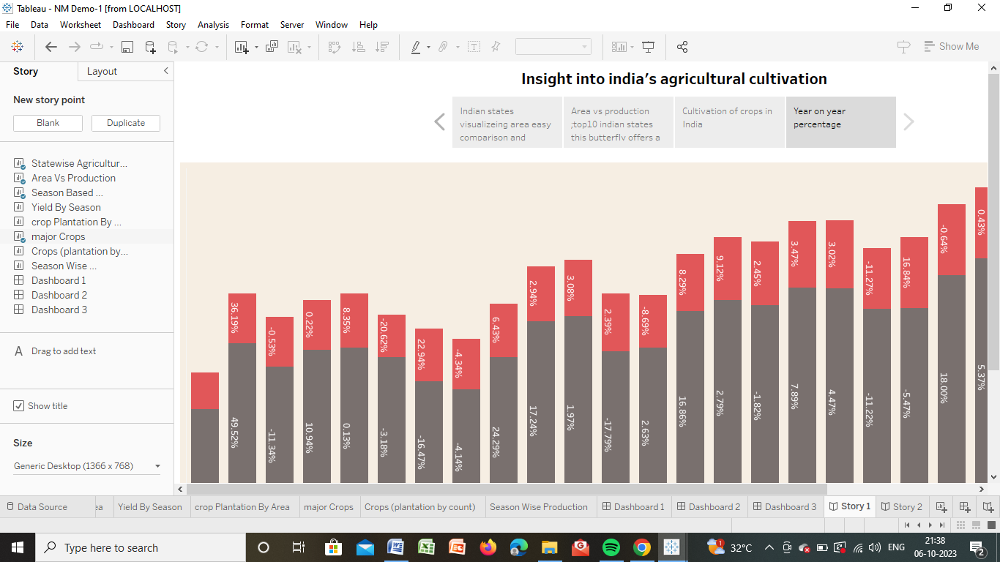 Tableau - NM Demo-1 [from LOCALHOST]
File Data Worksheet Dashboard Story Analysis Format Server Window Help
Show Me
Story Layout
New story point
Blank Duplicate
Statewise Agricultur...
Area Vs Production
Season Based ...
Yield By Season
crop Plantation By ...
major Crops
Crops (plantation by...
Season Wise ...
Dashboard 1
Dashboard 2
Dashboard 3
A Drag to add text
Show title
Size
Generic Desktop (1366 x 768)
Insight into india's agricultural cultivation
Indian states
visualizeing area easy
comparison and
Area vs production
;top10 indian states
this butterfly offers a
Cultivation of crops in
India
Year on year
percentage
36.19%
-0.53%
0.22%
8.35%
-20.62%
22.94%
-4.34%
6.43%
2.94%
3.08%
2.39%
-8.69%
8.29%
9.12%
2.45%
3.47%
3.02%
-11.27%
16.84%
-0.64%
0.43%
49.52%
-11.34%
10.94%
0.13%
-3.18%
-16.47%
-4.14%
24.29%
17.24%
1.97%
-17.79%
2.63%
16.86%
2.79%
-1.82%
7.89%
4.47%
-11.22%
-5.47%
18.00%
5.37%
Data Source ea Yield By Season crop Plantation By Area major Crops Crops (plantation by count) Season Wise Production Dashboard 1 Dashboard 2 Dashboard 3 Story 1 Story 2
Type here to search
1
32°C
ENG
21:38
06-10-2023
2